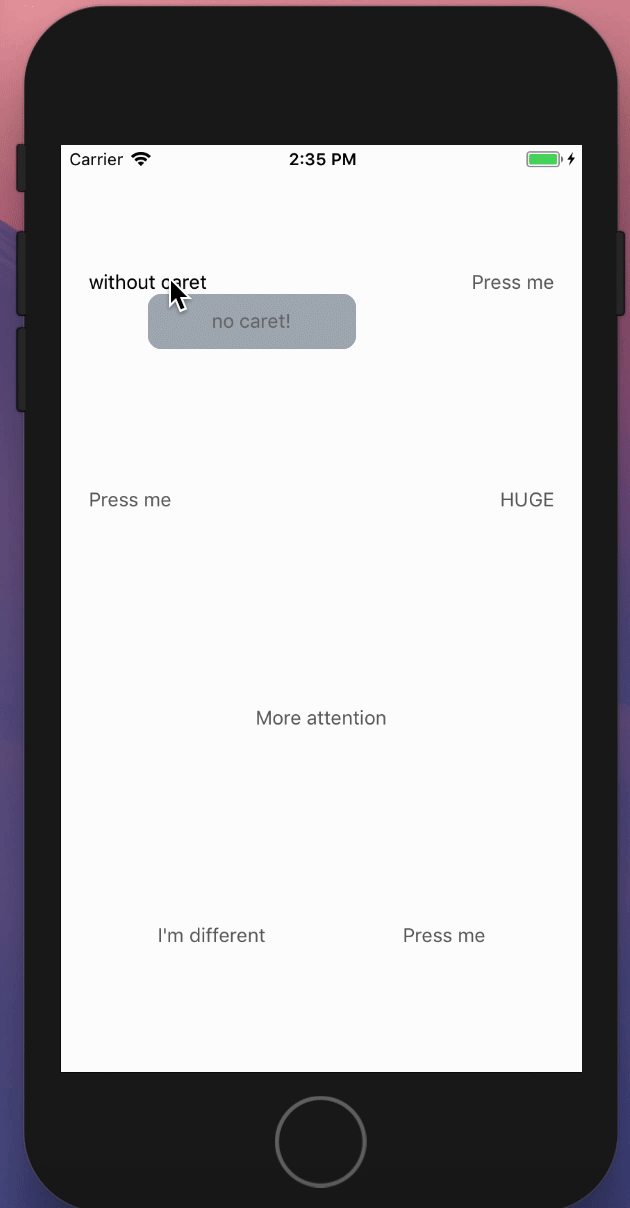 Carrier 2:35 PM
without caret Press me
no caret!
Press me HUGE
More attention
I'm different Press me